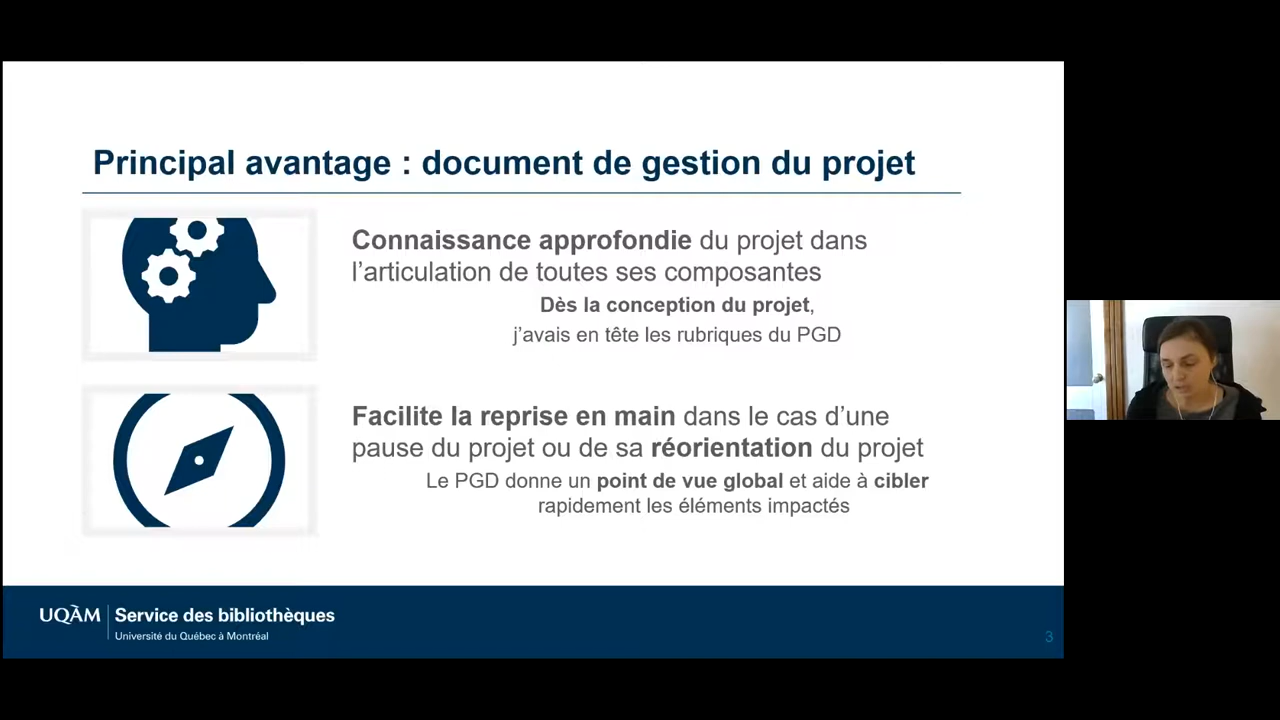 Principal avantage : document de gestion du projet
Connaissance approfondie du projet dans
l’articulation de toutes ses composantes
Dès la conception du projet,
j’avais en tête les rubriques du PGD
Facilite la reprise en main dans le cas d’une
pause du projet ou de sa réorientation du projet
Le PGD donne un point de vue global et aide à cibler
rapidement les éléments impactés
UQÀM
Service des bibliothèques
Université du Québec à Montréal
3